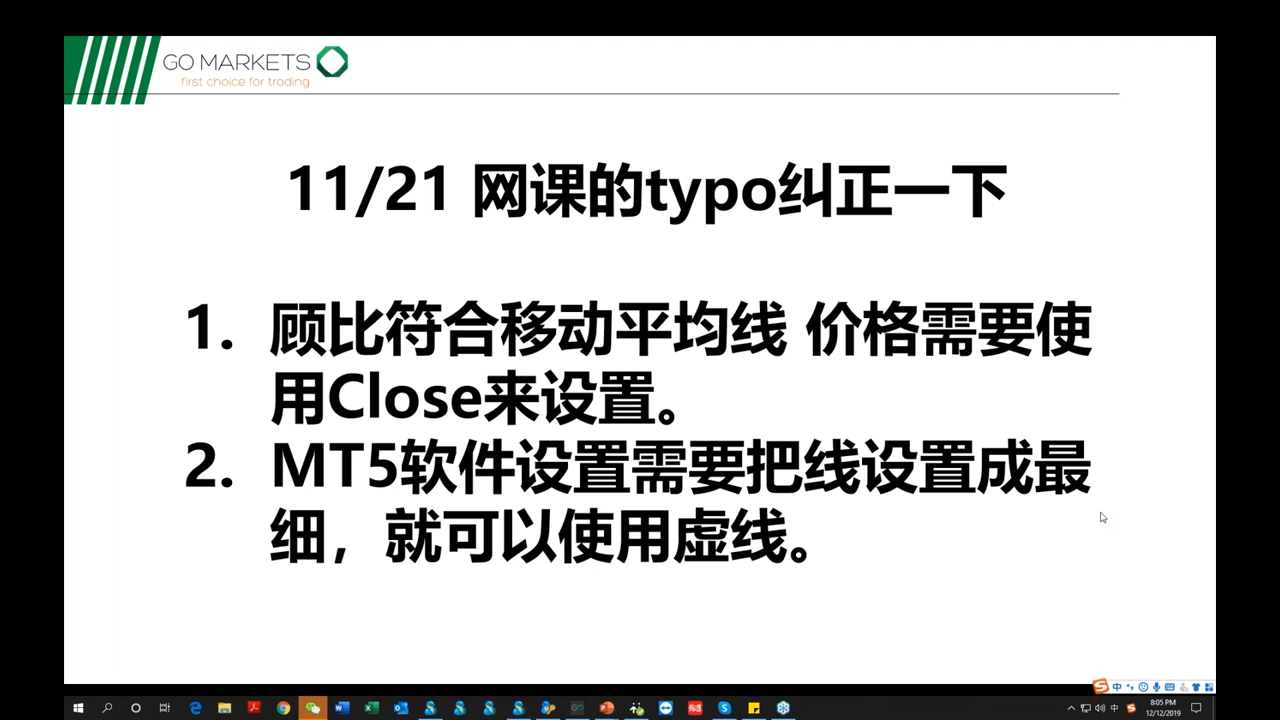 GO MARKETS
first choice for trading
11/21 网课的typo纠正一下
1. 顾比符合移动平均线 价格需要使
用Close来设置。
2. MT5软件设置需要把线设置成最
细，就可以使用虚线。
中
中
8:05 PM
12/12/2019